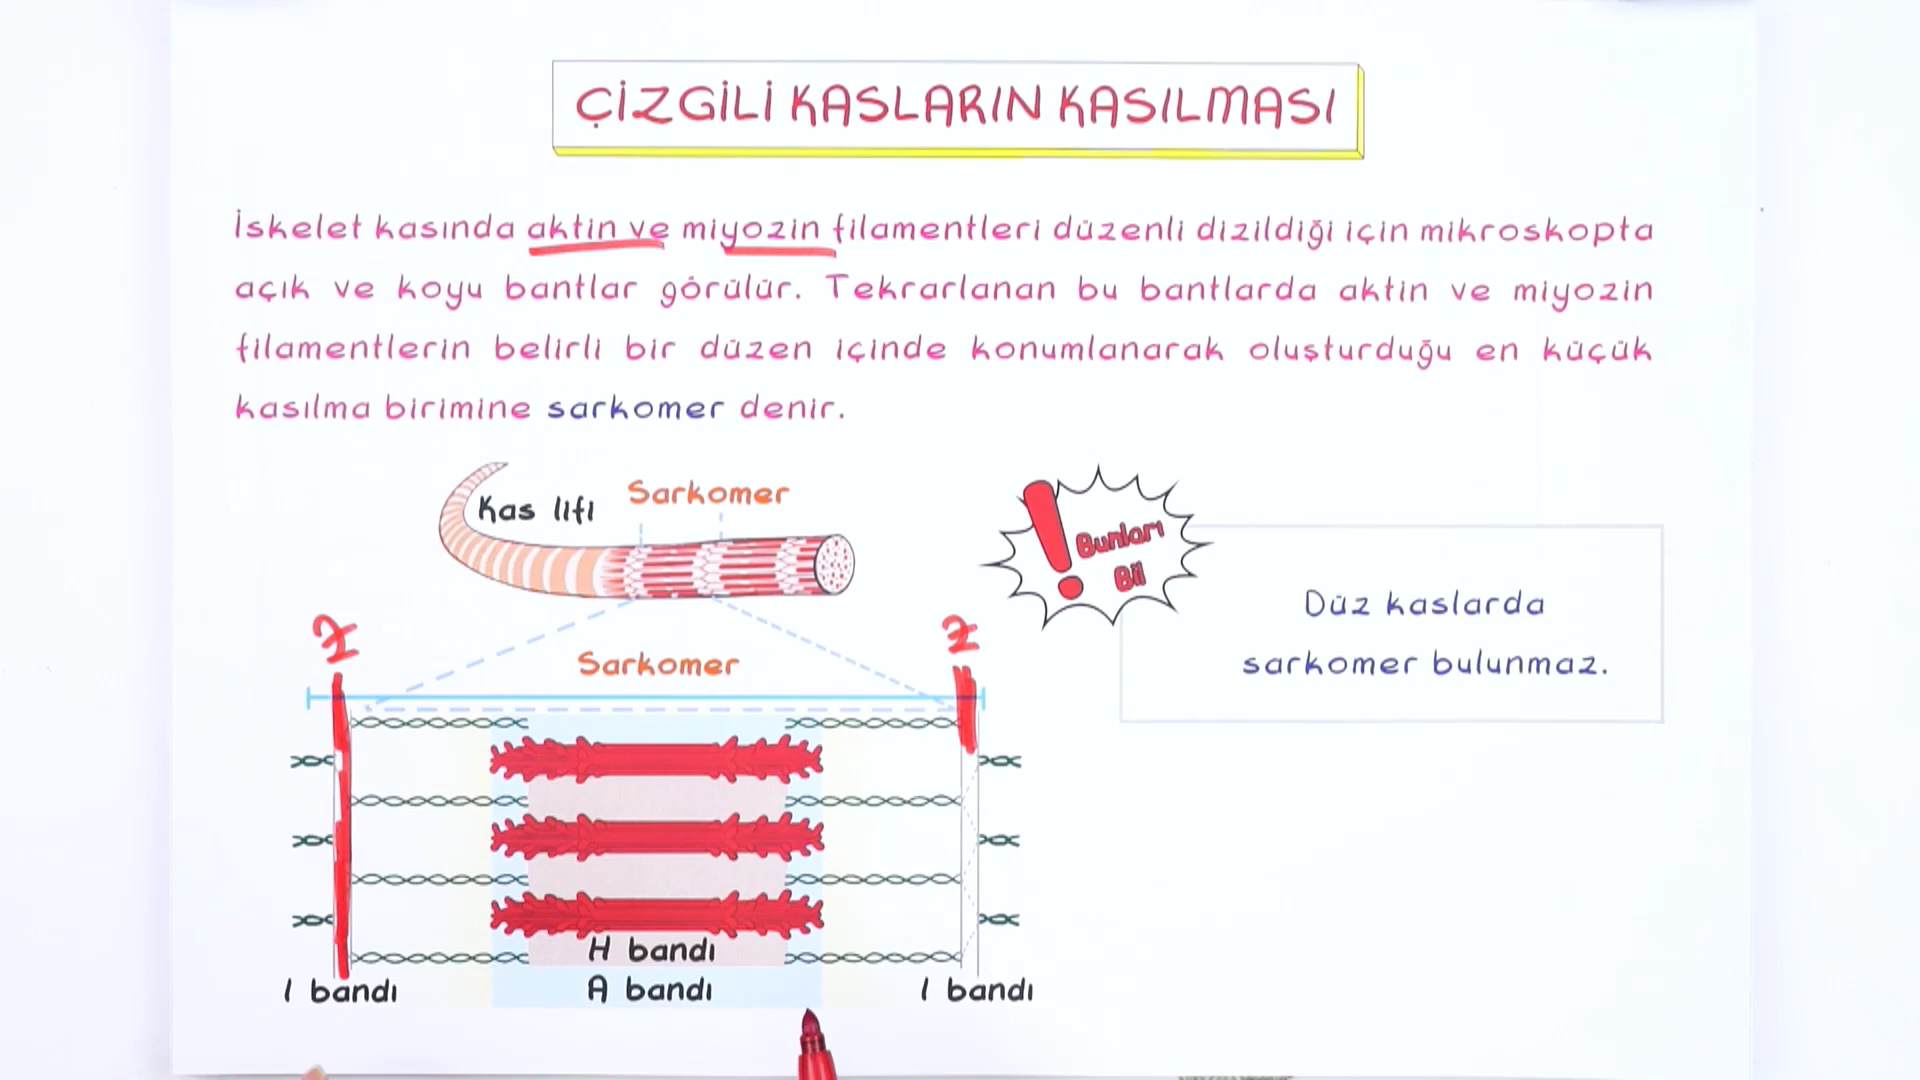 ÇİZGİLİ KASLARIN KASILMASI
İskelet kasında aktin ve miyozin filamentleri düzenli dizildiği için mikroskopta
açık ve koyu bantlar görülür. Tekrarlanan bu bantlarda aktin ve miyozin
filamentlerin belirli bir düzen içinde konumlanarak oluşturduğu en küçük
kasılma birimine sarkomer denir.
Kas lifi
Sarkomer
Bunları
Bil
Düz kaslarda
sarkomer bulunmaz.
Z
Z
Sarkomer
H bandı
I bandı
A bandı
I bandı